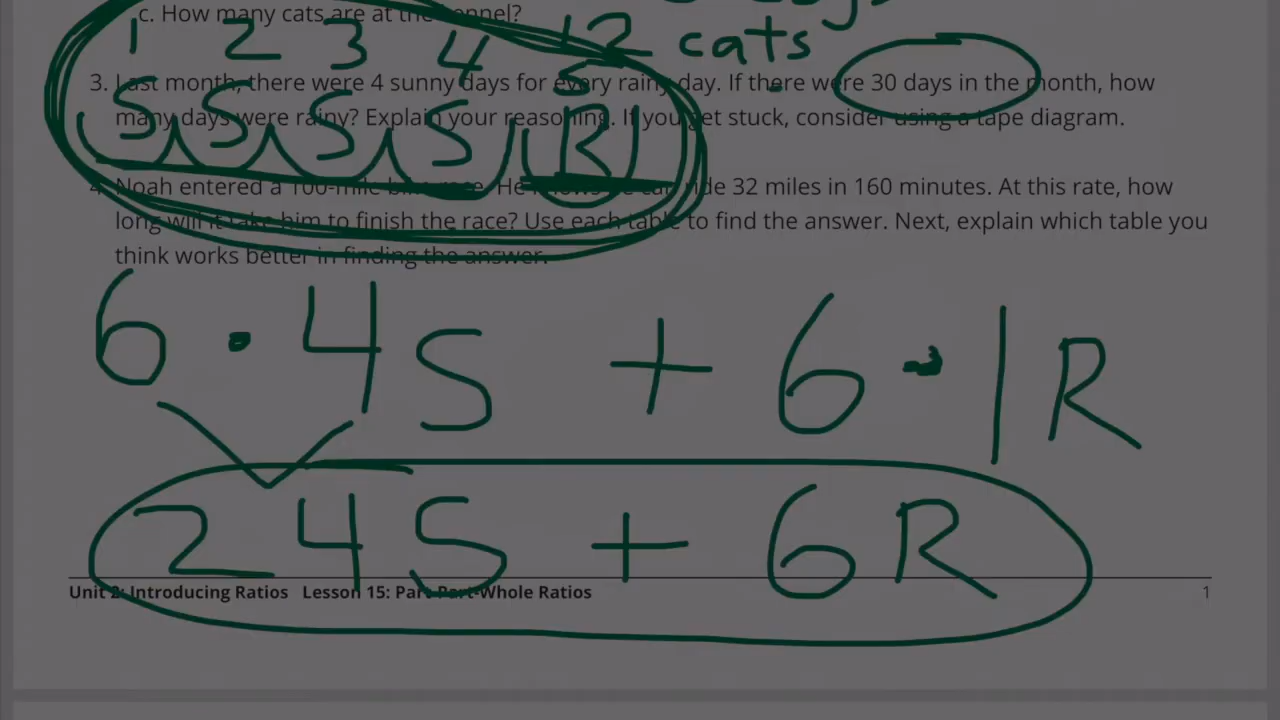 c. How many cats are at the kennel?
1 2 3 4 12 cats
5
3. Last month, there were 4 sunny days for every rainy day. If there were 30 days in the month, how
S S S S R
many days were rainy? Explain your reasoning. If you get stuck, consider using a tape diagram.
4. Noah entered a 100-mile bike race. He knows he can ride 32 miles in 160 minutes. At this rate, how
long will it take him to finish the race? Use each table to find the answer. Next, explain which table you
think works better in finding the answer.
6 · 4S + 6 · 1R
24S + 6R
Unit 2: Introducing Ratios Lesson 15: Part-Part-Whole Ratios 1